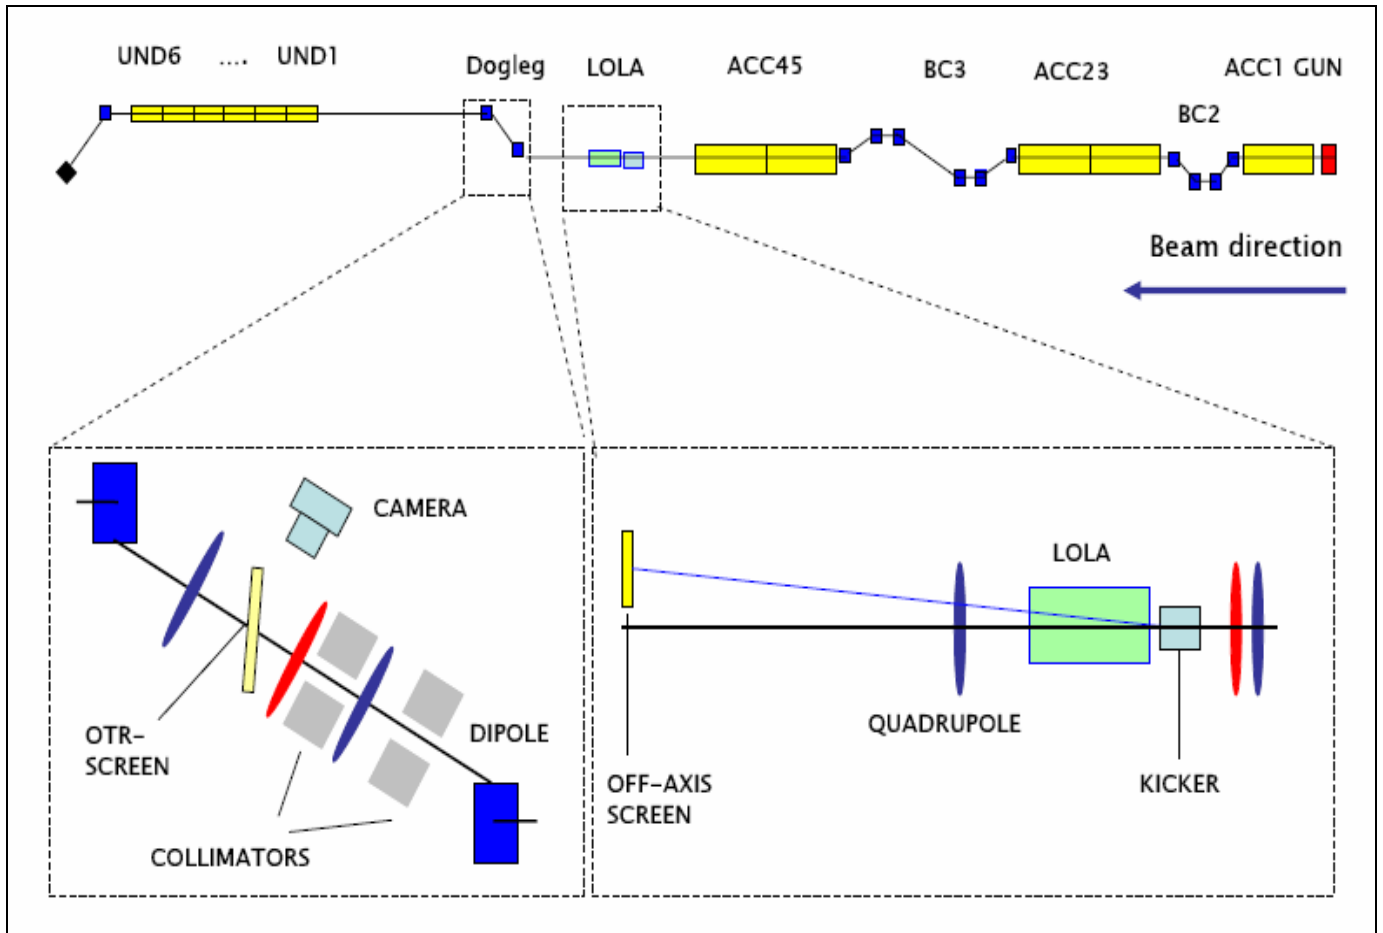 UND6 .... UND1
Dogleg
LOLA
ACC45
BC3
ACC23
ACC1 GUN
BC2
Beam direction
CAMERA
OTR-
SCREEN
DIPOLE
COLLIMATORS
LOLA
QUADRUPOLE
OFF-AXIS
SCREEN
KICKER